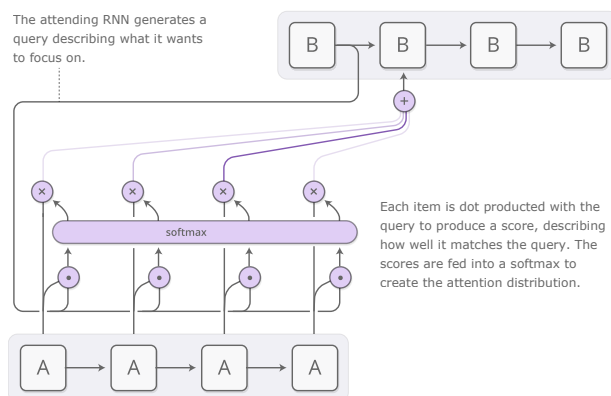 The attending RNN generates a
query describing what it wants
to focus on.
B B B B
+
× × × ×
softmax
Each item is dot producted with the
query to produce a score, describing
how well it matches the query. The
scores are fed into a softmax to
create the attention distribution.
A A A A